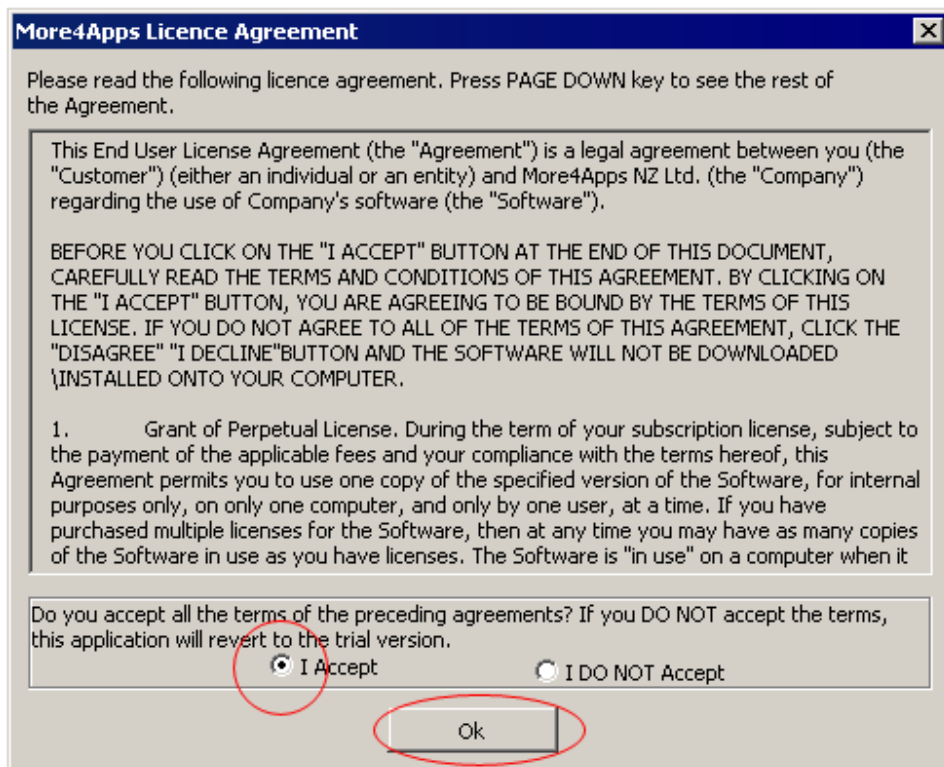 More4Apps Licence Agreement
Please read the following licence agreement. Press PAGE DOWN key to see the rest of
the Agreement.
This End User License Agreement (the "Agreement") is a legal agreement between you (the
"Customer") (either an individual or an entity) and More4Apps NZ Ltd. (the "Company")
regarding the use of Company's software (the "Software").
BEFORE YOU CLICK ON THE "I ACCEPT" BUTTON AT THE END OF THIS DOCUMENT,
CAREFULLY READ THE TERMS AND CONDITIONS OF THIS AGREEMENT. BY CLICKING ON
THE "I ACCEPT" BUTTON, YOU ARE AGREEING TO BE BOUND BY THE TERMS OF THIS
LICENSE. IF YOU DO NOT AGREE TO ALL OF THE TERMS OF THIS AGREEMENT, CLICK THE
"DISAGREE" "I DECLINE"BUTTON AND THE SOFTWARE WILL NOT BE DOWNLOADED
\INSTALLED ONTO YOUR COMPUTER.
1. Grant of Perpetual License. During the term of your subscription license, subject to
the payment of the applicable fees and your compliance with the terms hereof, this
Agreement permits you to use one copy of the specified version of the Software, for internal
purposes only, on only one computer, and only by one user, at a time. If you have
purchased multiple licenses for the Software, then at any time you may have as many copies
of the Software in use as you have licenses. The Software is "in use" on a computer when it
Do you accept all the terms of the preceding agreements? If you DO NOT accept the terms,
this application will revert to the trial version.
I Accept
I DO NOT Accept
Ok